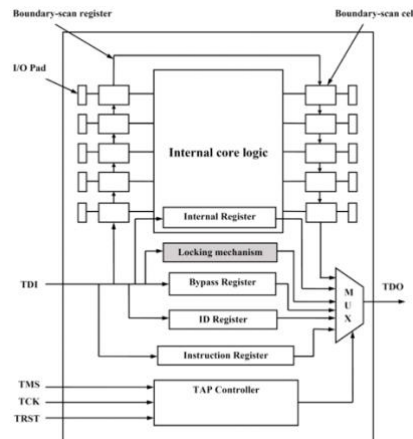 Boundary-scan register
Boundary-scan cel
I/O Pad
Internal core logic
Internal Register
Locking mechanism
TDI
Bypass Register
M
U
X
TDO
ID Register
Instruction Register
TMS
TAP Controller
TCK
TRST